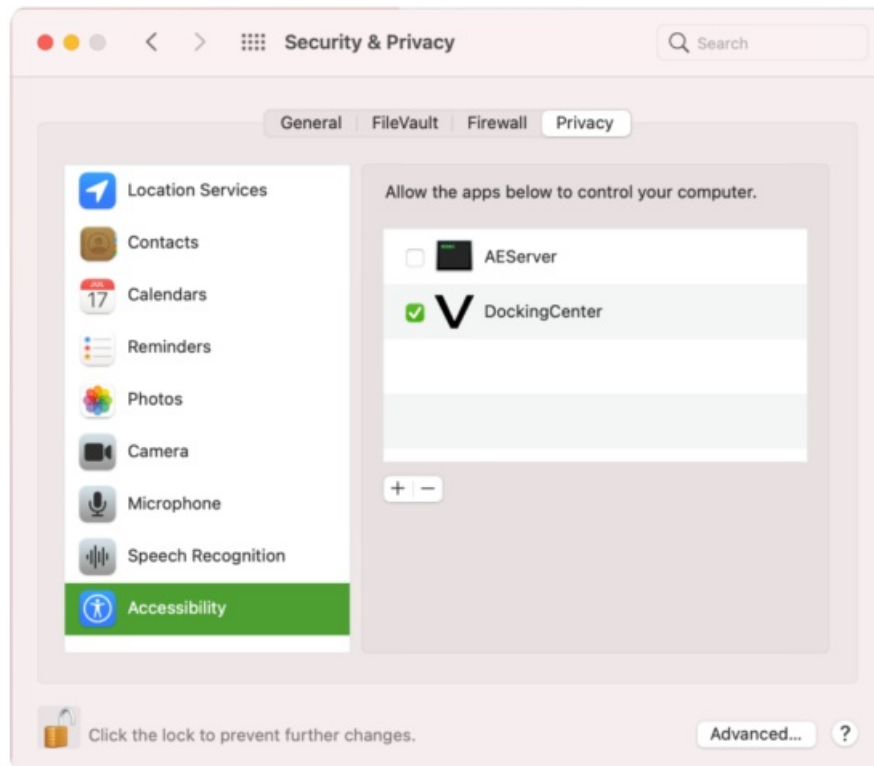 Security & Privacy
Search
General FileVault Firewall Privacy
Location Services
Contacts
JUL
17
Calendars
Reminders
Photos
Camera
Microphone
Speech Recognition
Accessibility
Allow the apps below to control your computer.
AEServer
V DockingCenter
+ −
Click the lock to prevent further changes.
Advanced... ?